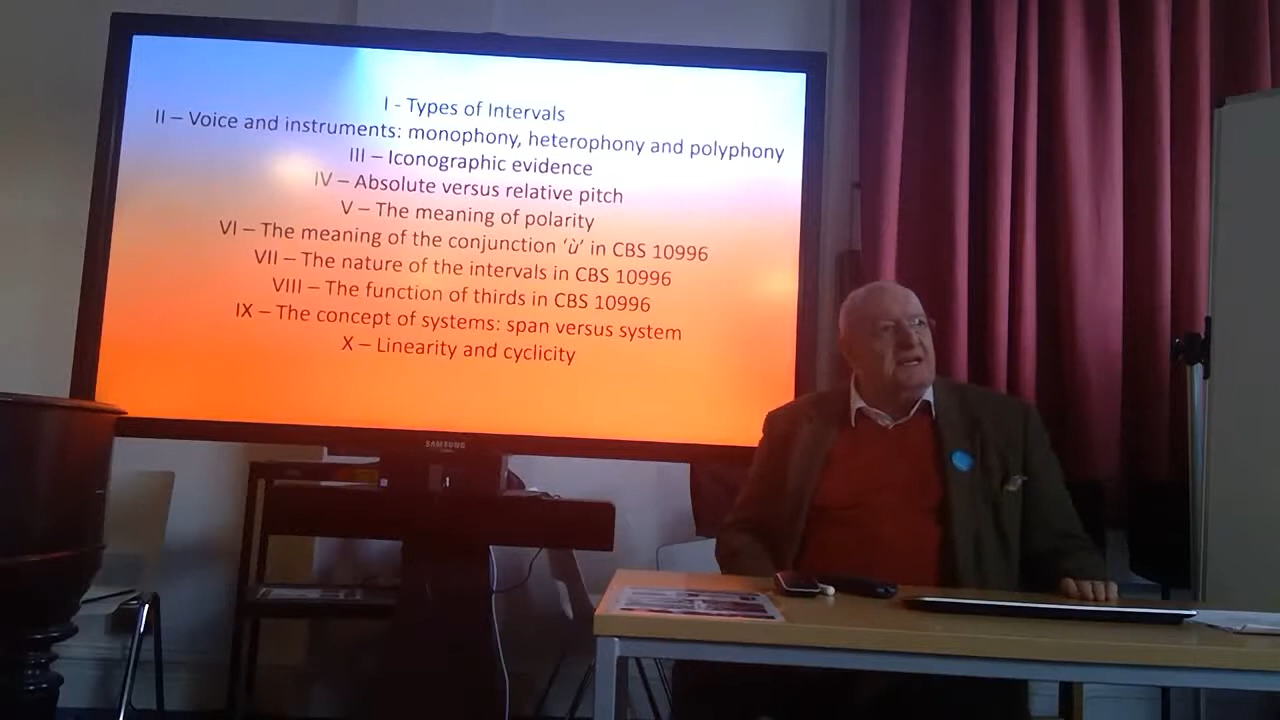 I - Types of Intervals
II – Voice and instruments: monophony, heterophony and polyphony
III – Iconographic evidence
IV – Absolute versus relative pitch
V – The meaning of polarity
VI – The meaning of the conjunction ‘ù’ in CBS 10996
VII – The nature of the intervals in CBS 10996
VIII – The function of thirds in CBS 10996
IX – The concept of systems: span versus system
X – Linearity and cyclicity
SAMSUNG